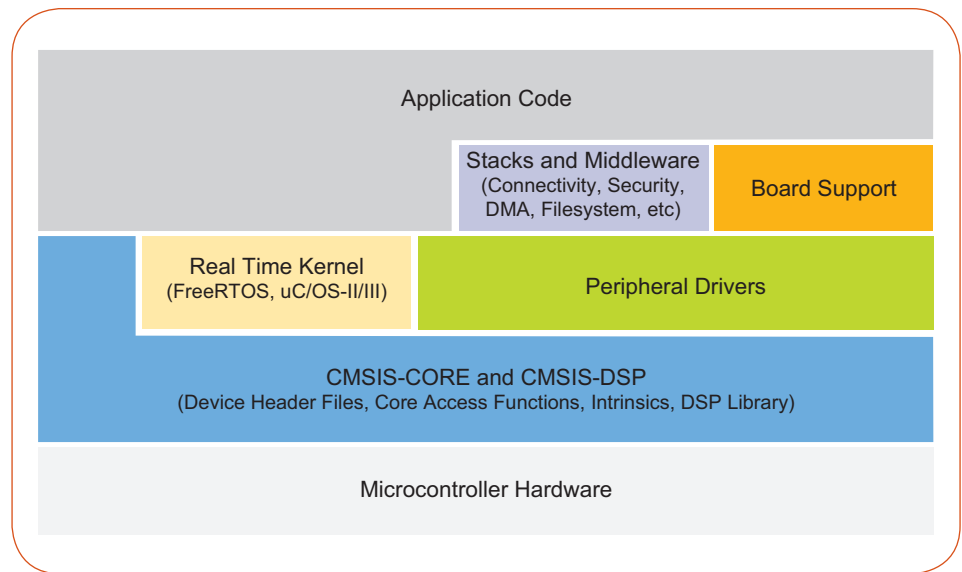 Application Code
Stacks and Middleware
(Connectivity, Security,
DMA, Filesystem, etc)
Board Support
Real Time Kernel
(FreeRTOS, uC/OS-II/III)
Peripheral Drivers
CMSIS-CORE and CMSIS-DSP
(Device Header Files, Core Access Functions, Intrinsics, DSP Library)
Microcontroller Hardware